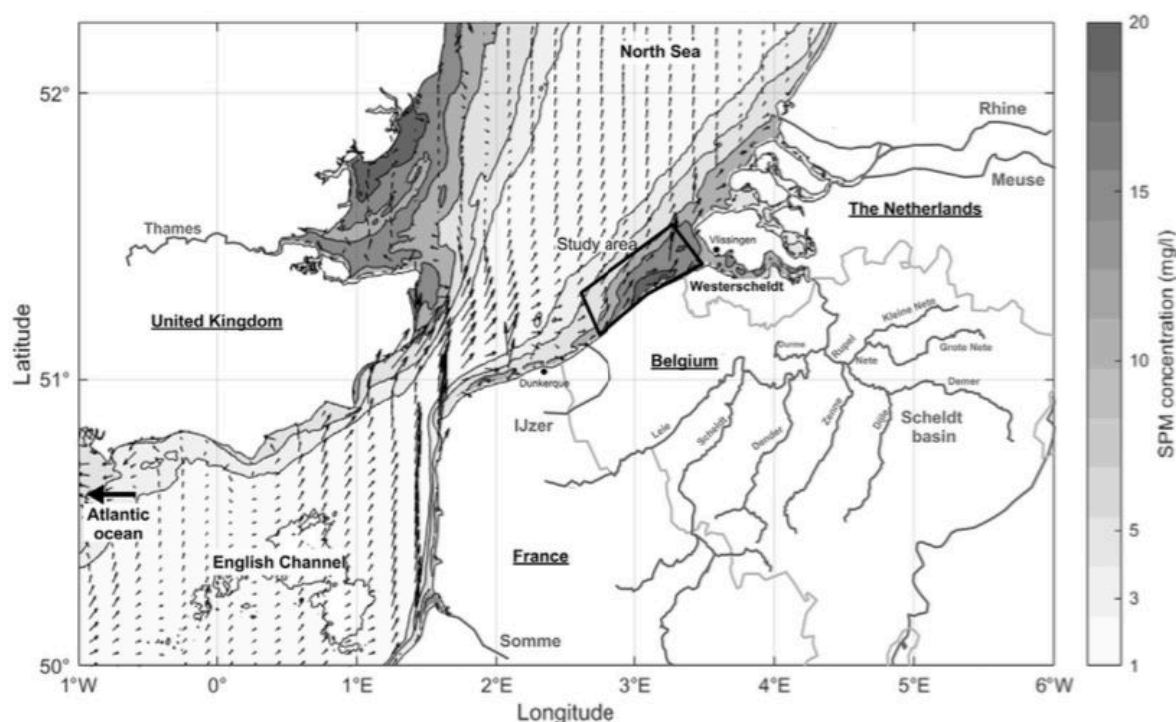 20
North Sea
52°
Rhine
Meuse
15
The Netherlands
Thames
Study area
Vlissingen
Westerscheldt
SPM concentration (mg/l)
Latitude
United Kingdom
Kleine Nete
Durme
Rupel
Nete
Grote Nete
10
Belgium
51°
Dunkerque
Demer
IJzer
Leie
Scheldt
Dender
Zenne
Dijle
Scheldt
basin
Atlantic
ocean
5
English Channel
France
3
Somme
50°
1
1°W
0°
1°E
2°E
3°E
4°E
5°E
6°W
Longitude